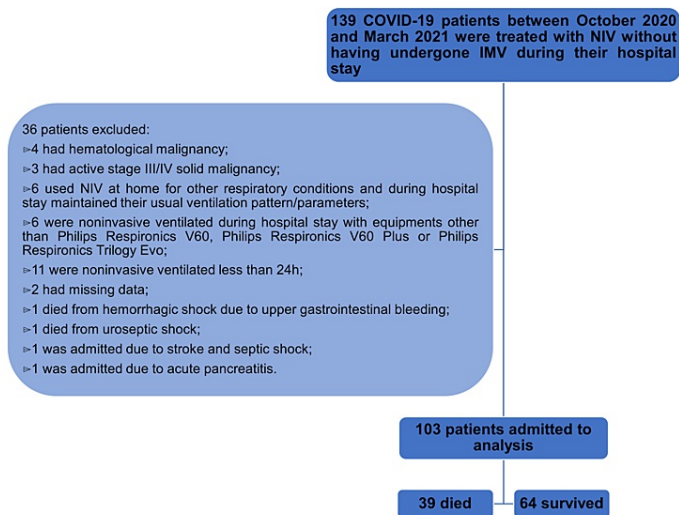 139 COVID-19 patients between October 2020
and March 2021 were treated with NIV without
having undergone IMV during their hospital
stay
36 patients excluded:
⊳4 had hematological malignancy;
⊳3 had active stage III/IV solid malignancy;
⊳6 used NIV at home for other respiratory conditions and during hospital
stay maintained their usual ventilation pattern/parameters;
⊳6 were noninvasive ventilated during hospital stay with equipments other
than Philips Respironics V60, Philips Respironics V60 Plus or Philips
Respironics Trilogy Evo;
⊳11 were noninvasive ventilated less than 24h;
⊳2 had missing data;
⊳1 died from hemorrhagic shock due to upper gastrointestinal bleeding;
⊳1 died from uroseptic shock;
⊳1 was admitted due to stroke and septic shock;
⊳1 was admitted due to acute pancreatitis.
103 patients admitted to
analysis
39 died
64 survived